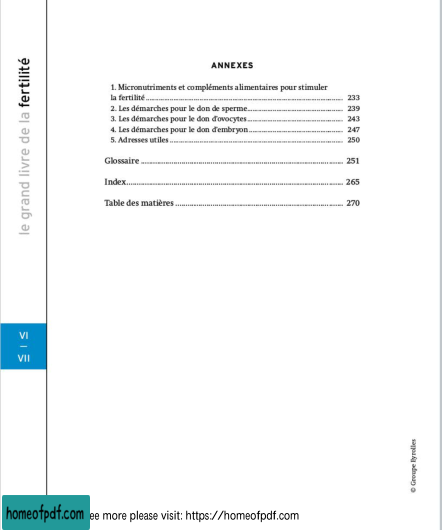 le grand livre de la fertilité
ANNEXES
1. Micronutriments et compléments alimentaires pour stimuler
la fertilité ........ 233
2. Les démarches pour le don de sperme ........ 239
3. Les démarches pour le don d'ovocytes ........ 243
4. Les démarches pour le don d'embryon ........ 247
5. Adresses utiles ........ 250
Glossaire ........ 251
Index ........ 265
Table des matières ........ 270
VI
—
VII
© Groupe Eyrolles
homeofpdf.com ee more please visit: https://homeofpdf.com